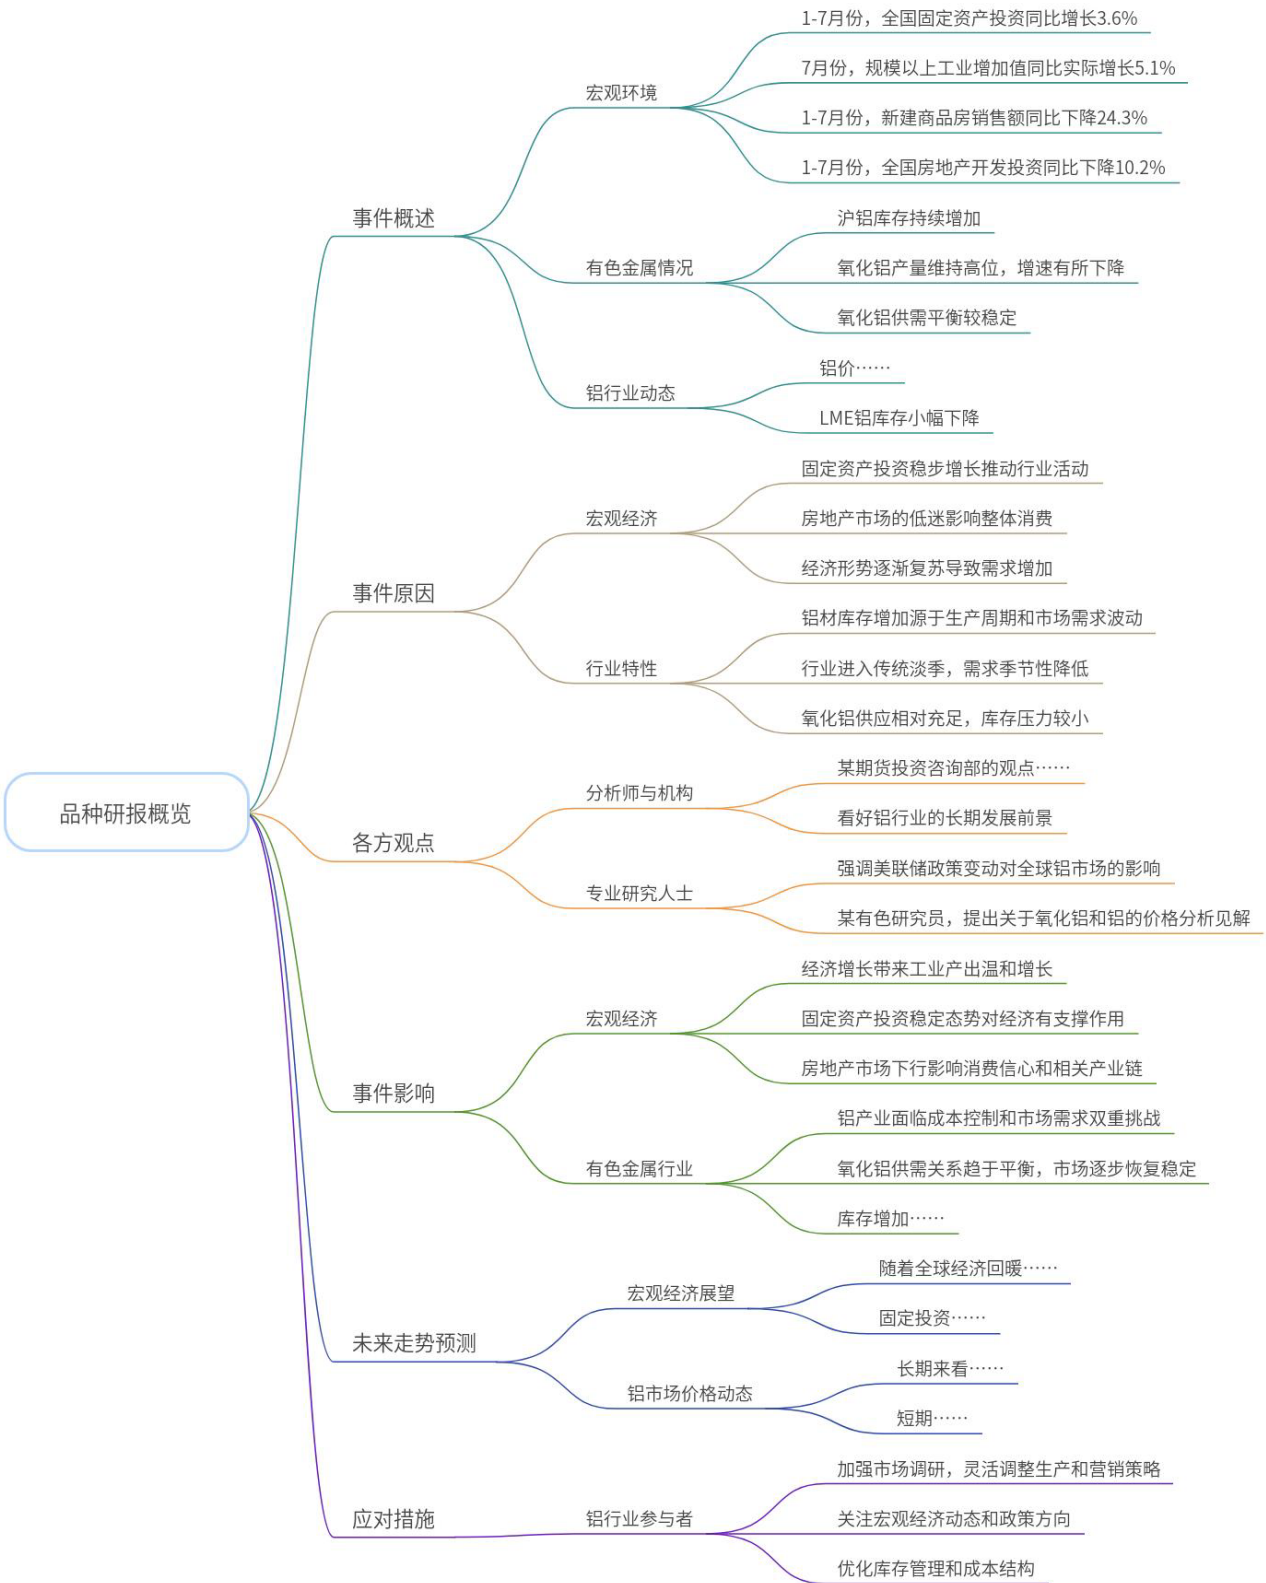 品种研报概览
事件概述
宏观环境
1-7月份，全国固定资产投资同比增长3.6%
7月份，规模以上工业增加值同比实际增长5.1%
1-7月份，新建商品房销售额同比下降24.3%
1-7月份，全国房地产开发投资同比下降10.2%
有色金属情况
沪铝库存持续增加
氧化铝产量维持高位，增速有所下降
氧化铝供需平衡较稳定
铝行业动态
铝价……
LME铝库存小幅下降
事件原因
宏观经济
固定资产投资稳步增长推动行业活动
房地产市场的低迷影响整体消费
经济形势逐渐复苏导致需求增加
行业特性
铝材库存增加源于生产周期和市场需求波动
行业进入传统淡季，需求季节性降低
氧化铝供应相对充足，库存压力较小
各方观点
分析师与机构
某期货投资咨询部的观点……
看好铝行业的长期发展前景
专业研究人士
强调美联储政策变动对全球铝市场的影响
某有色研究员，提出关于氧化铝和铝的价格分析见解
事件影响
宏观经济
经济增长带来工业产出温和增长
固定资产投资稳定态势对经济有支撑作用
房地产市场下行影响消费信心和相关产业链
有色金属行业
铝产业面临成本控制和市场需求双重挑战
氧化铝供需关系趋于平衡，市场逐步恢复稳定
库存增加……
未来走势预测
宏观经济展望
随着全球经济回暖……
固定投资……
铝市场价格动态
长期来看……
短期……
应对措施
铝行业参与者
加强市场调研，灵活调整生产和营销策略
关注宏观经济动态和政策方向
优化库存管理和成本结构